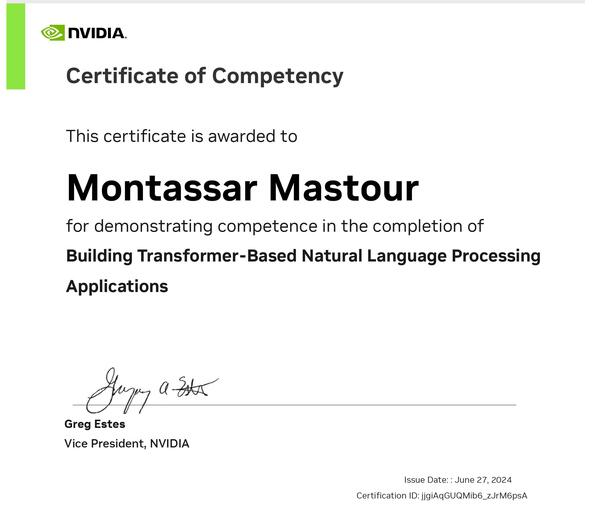 NVIDIA.
Certificate of Competency
This certificate is awarded to
Montassar Mastour
for demonstrating competence in the completion of
Building Transformer-Based Natural Language Processing
Applications
Gregory A Estes
Greg Estes
Vice President, NVIDIA
Issue Date: : June 27, 2024
Certification ID: jjgiAqGUQMib6_zJrM6psA